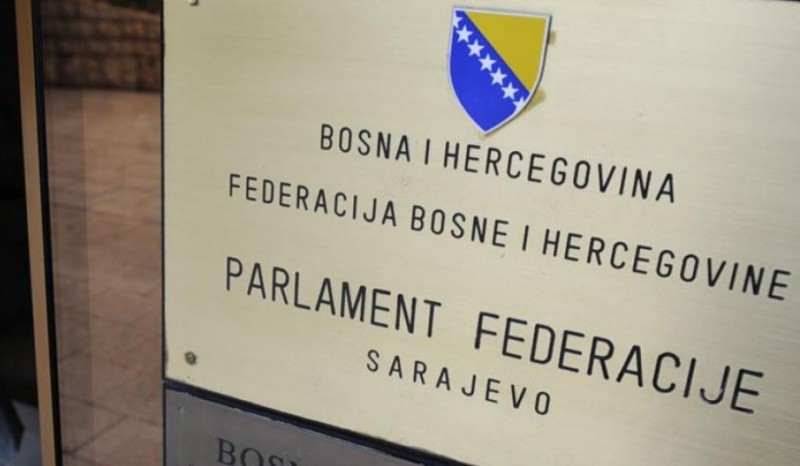 BOSNA I HERCEGOVINA
FEDERACIJA BOSNE I HERCEGOVINE
PARLAMENT FEDERACIJE
SARAJEVO